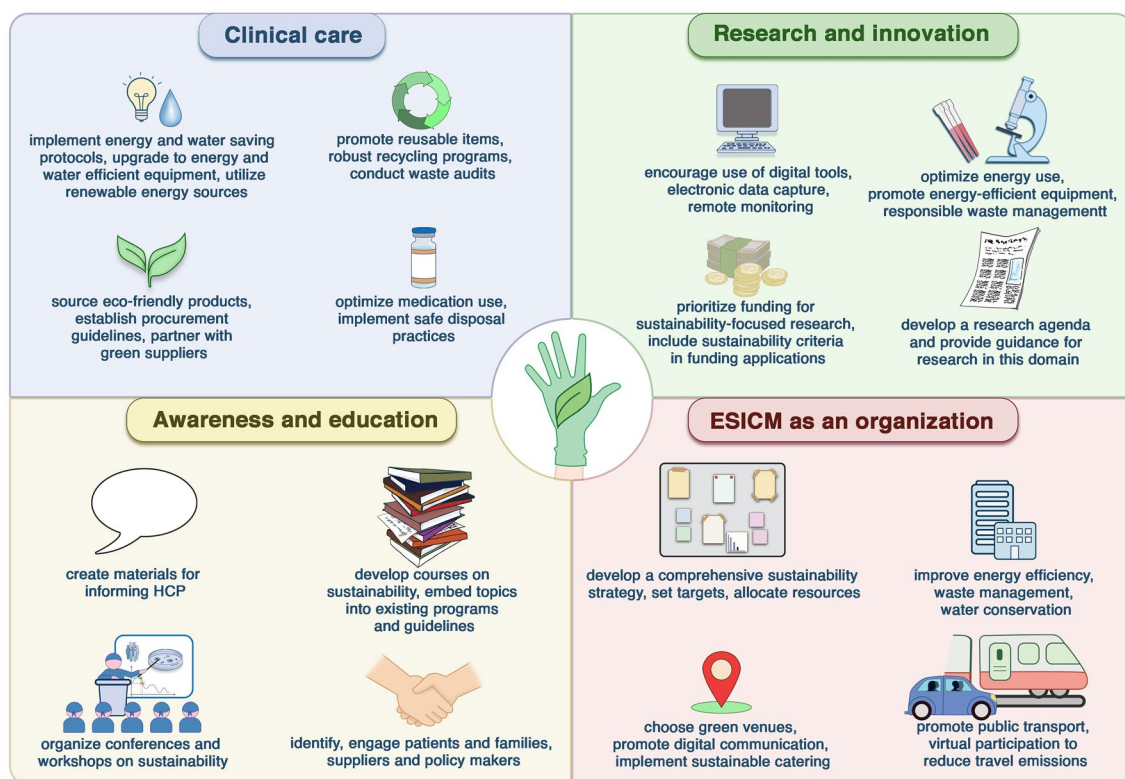 Clinical care
implement energy and water saving
protocols, upgrade to energy and
water efficient equipment, utilize
renewable energy sources
promote reusable items,
robust recycling programs,
conduct waste audits
source eco-friendly products,
establish procurement
guidelines, partner with
green suppliers
optimize medication use,
implement safe disposal
practices
Research and innovation
encourage use of digital tools,
electronic data capture,
remote monitoring
optimize energy use,
promote energy-efficient equipment,
responsible waste managementt
prioritize funding for
sustainability-focused research,
include sustainability criteria
in funding applications
develop a research agenda
and provide guidance for
research in this domain
Awareness and education
create materials for
informing HCP
develop courses on
sustainability, embed topics
into existing programs
and guidelines
organize conferences and
workshops on sustainability
identify, engage patients and families,
suppliers and policy makers
ESICM as an organization
develop a comprehensive sustainability
strategy, set targets, allocate resources
improve energy efficiency,
waste management,
water conservation
choose green venues,
promote digital communication,
implement sustainable catering
promote public transport,
virtual participation to
reduce travel emissions